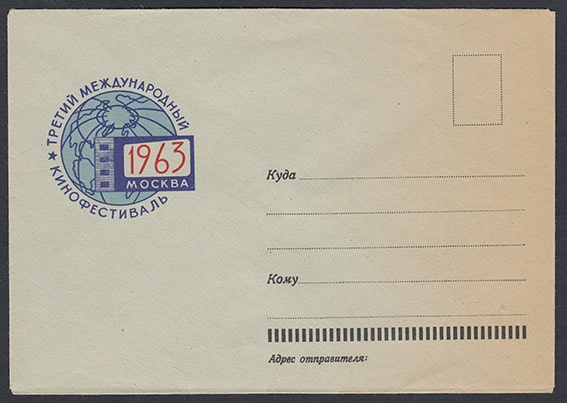 ★ ТРЕТИЙ МЕЖДУНАРОДНЫЙ
КИНОФЕСТИВАЛЬ
1963
МОСКВА
Куда
Кому
Адрес отправителя: